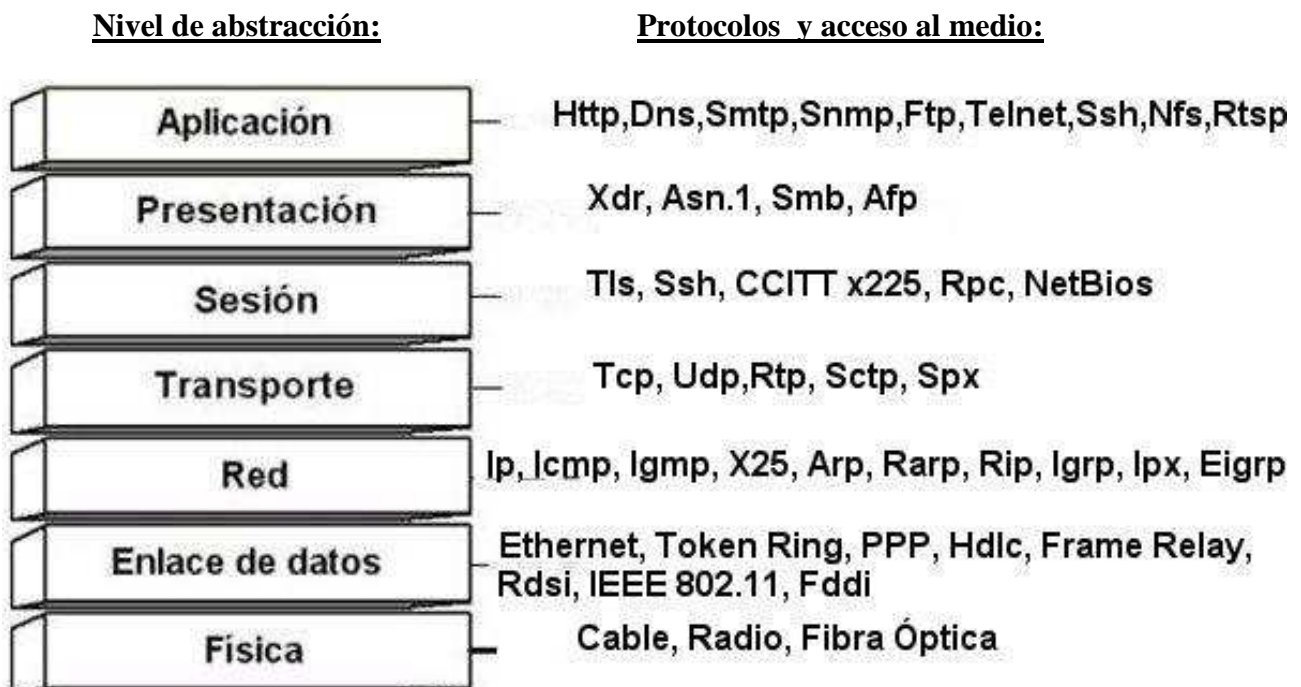 Nivel de abstracción: Protocolos y acceso al medio:
Aplicación Http,Dns,Smtp,Snmp,Ftp,Telnet,Ssh,Nfs,Rtsp
Presentación Xdr, Asn.1, Smb, Afp
Sesión Tls, Ssh, CCITT x225, Rpc, NetBios
Transporte Tcp, Udp,Rtp, Sctp, Spx
Red Ip, Icmp, Igmp, X25, Arp, Rarp, Rip, Igrp, Ipx, Eigrp
Enlace de datos Ethernet, Token Ring, PPP, Hdlc, Frame Relay,
Rdsi, IEEE 802.11, Fddi
Física Cable, Radio, Fibra Óptica